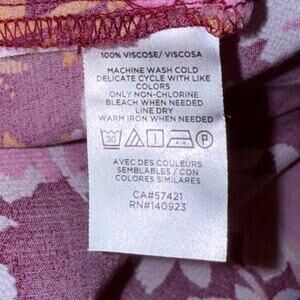 100% VISCOSE/ VISCOSA
MACHINE WASH COLD
DELICATE CYCLE WITH LIKE
COLORS
ONLY NON-CHLORINE
BLEACH WHEN NEEDED
LINE DRY
WARM IRON WHEN NEEDED
30
P
AVEC DES COULEURS
SEMBLABLES / CON
COLORES SIMILARES
CA#57421
RN#140923